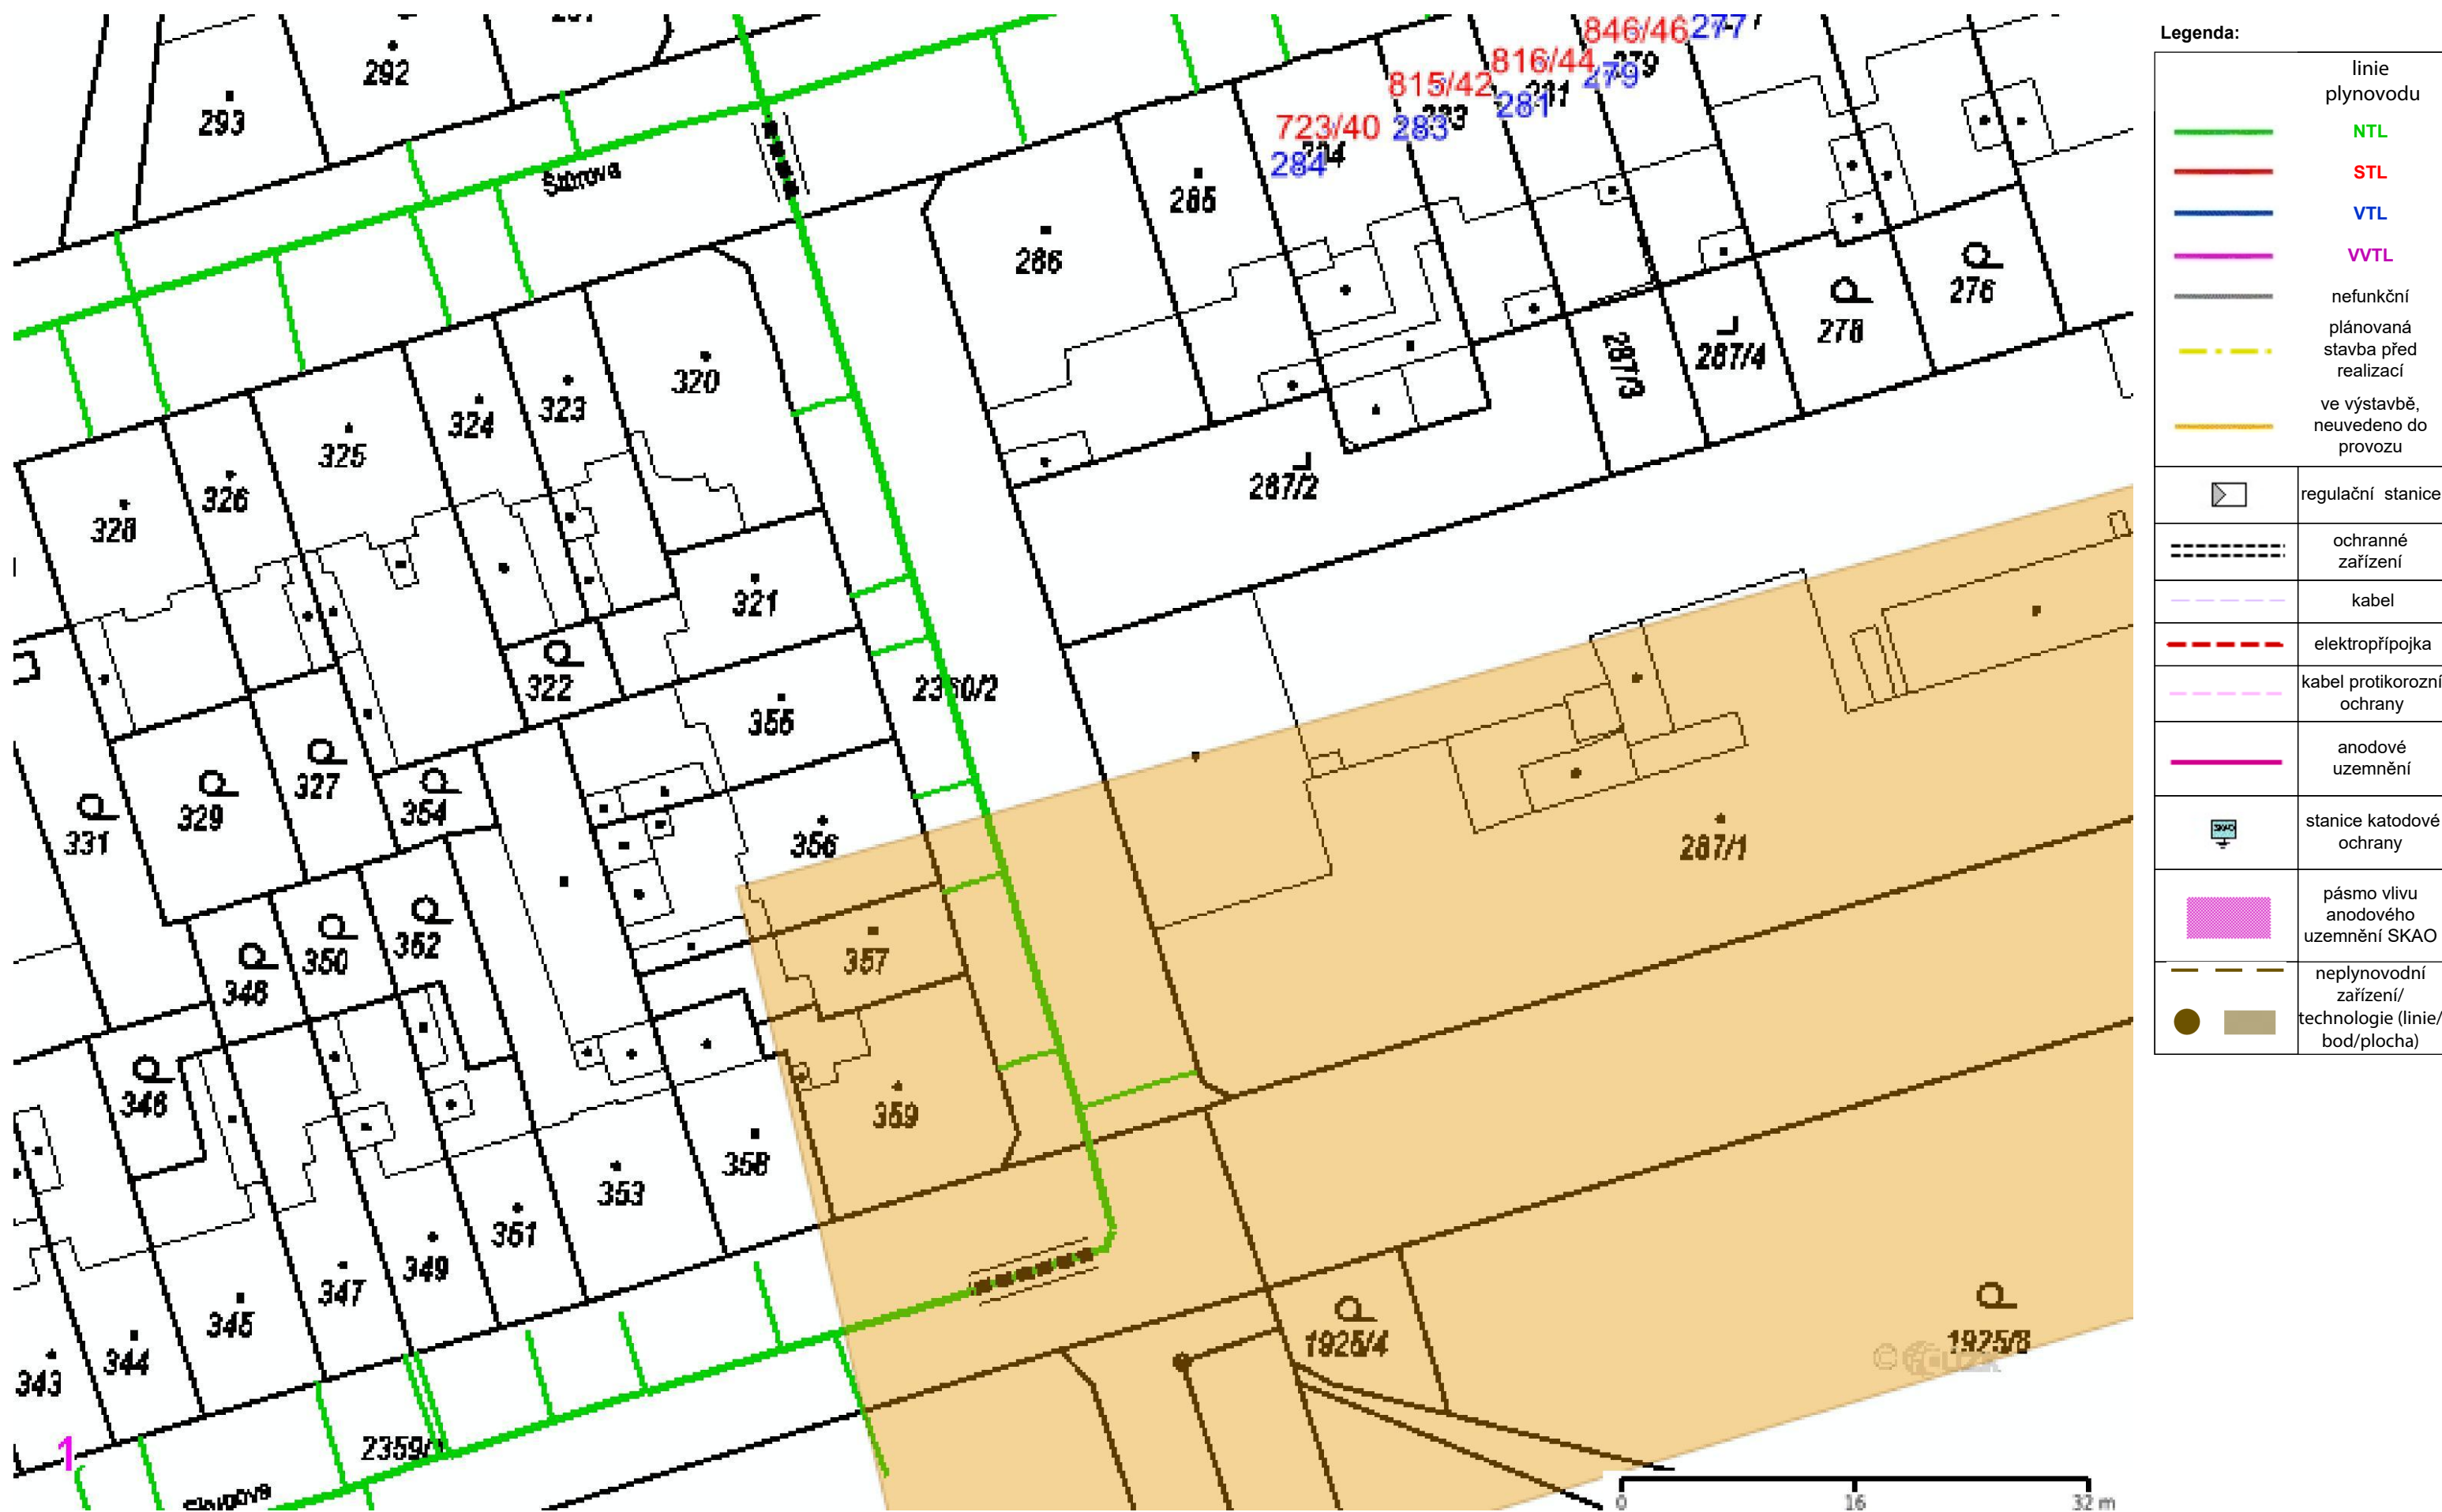 292
293
Štúrova
846/46
277
816/44
279
279
815/42
281
723/40
283
284
285
286
276
278
287/4
287/3
287/2
320
323
324
325
326
328
321
322
2360/2
355
327
329
331
354
356
287/1
352
350
348
357
346
359
358
353
351
349
347
345
344
343
1925/4
1925/8
1
0
16
32 m
Legenda:
linie
plynovodu
NTL
STL
VTL
VVTL
nefunkční
plánovaná
stavba před
realizací
ve výstavbě,
neuvedeno do
provozu
regulační stanice
ochranné
zařízení
kabel
elektropřípojka
kabel protikorozní
ochrany
anodové
uzemnění
SKAO
stanice katodové
ochrany
pásmo vlivu
anodového
uzemnění SKAO
neplynovodní
zařízení/
technologie (linie/
bod/plocha)